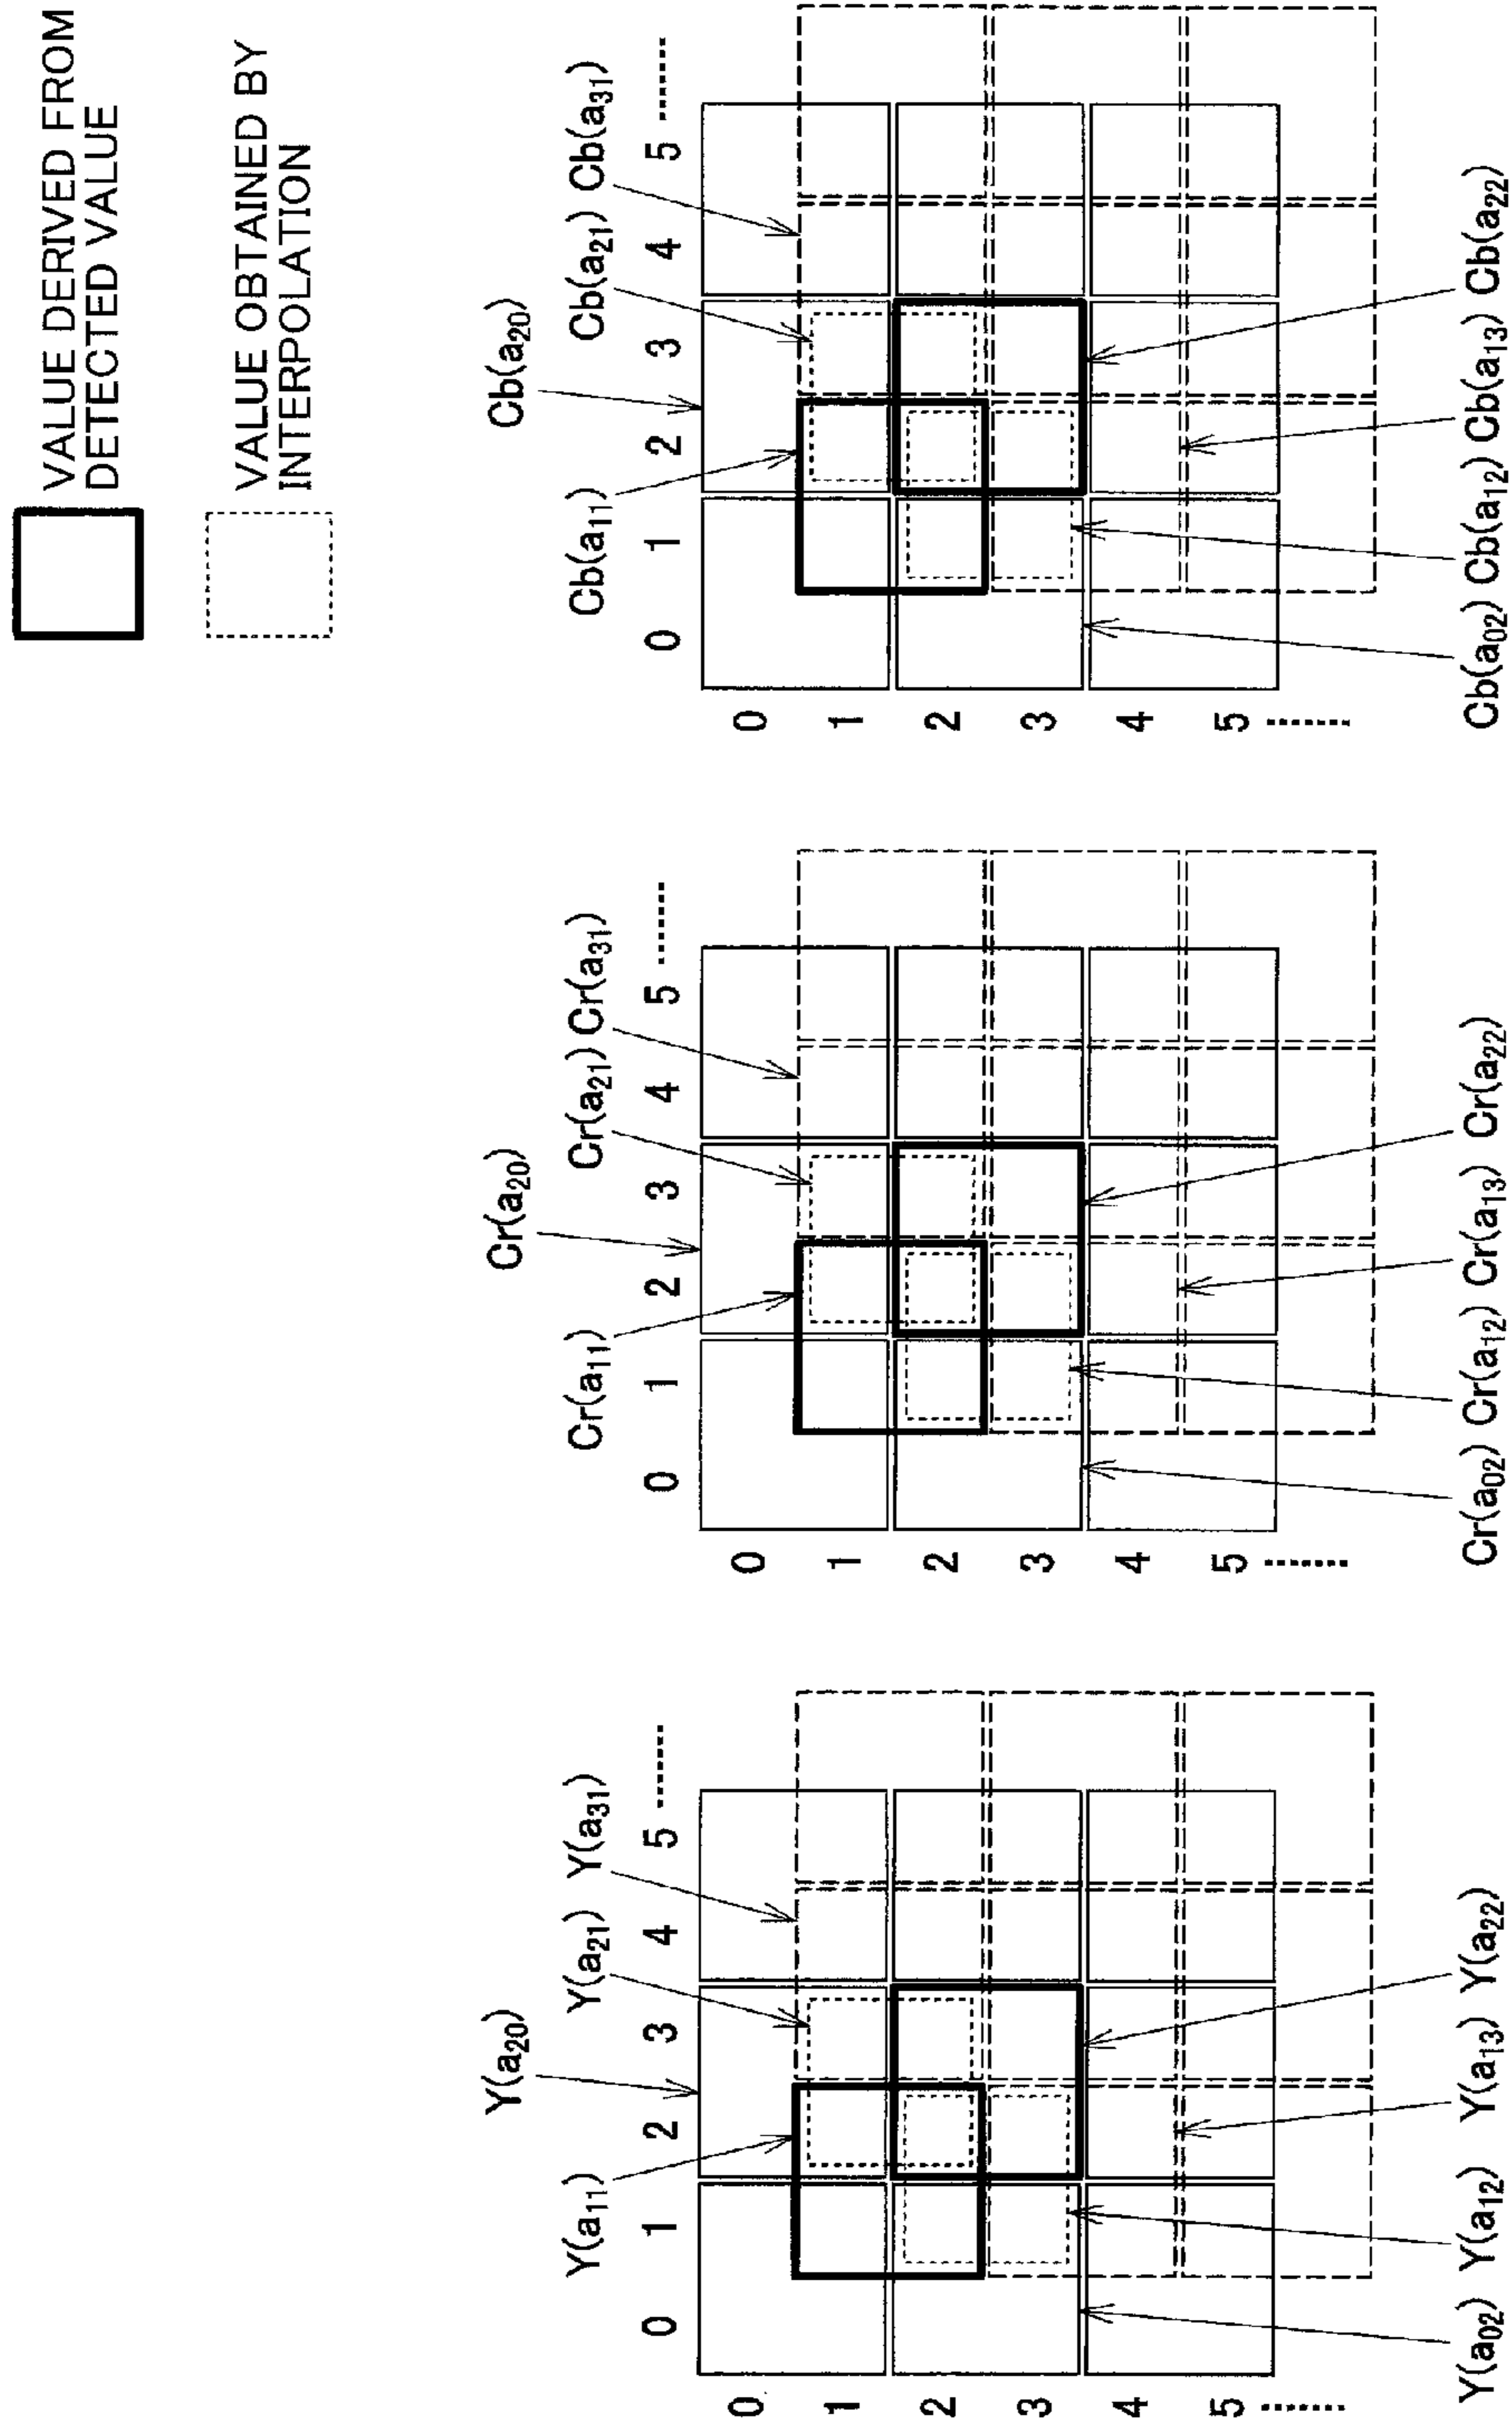 VALUE DERIVED FROM
DETECTED VALUE
VALUE OBTAINED BY
INTERPOLATION
Y(a20)
Y(a11) Y(a21) Y(a31)
0 1 2 3 4 5 ......
0
1
2
3
4
5
......
Y(a02) Y(a12) Y(a13) Y(a22)
Cr(a20)
Cr(a11) Cr(a21) Cr(a31)
0 1 2 3 4 5 ......
0
1
2
3
4
5
......
Cr(a02) Cr(a12) Cr(a13) Cr(a22)
Cb(a20)
Cb(a11) Cb(a21) Cb(a31)
0 1 2 3 4 5 ......
0
1
2
3
4
5
......
Cb(a02) Cb(a12) Cb(a13) Cb(a22)